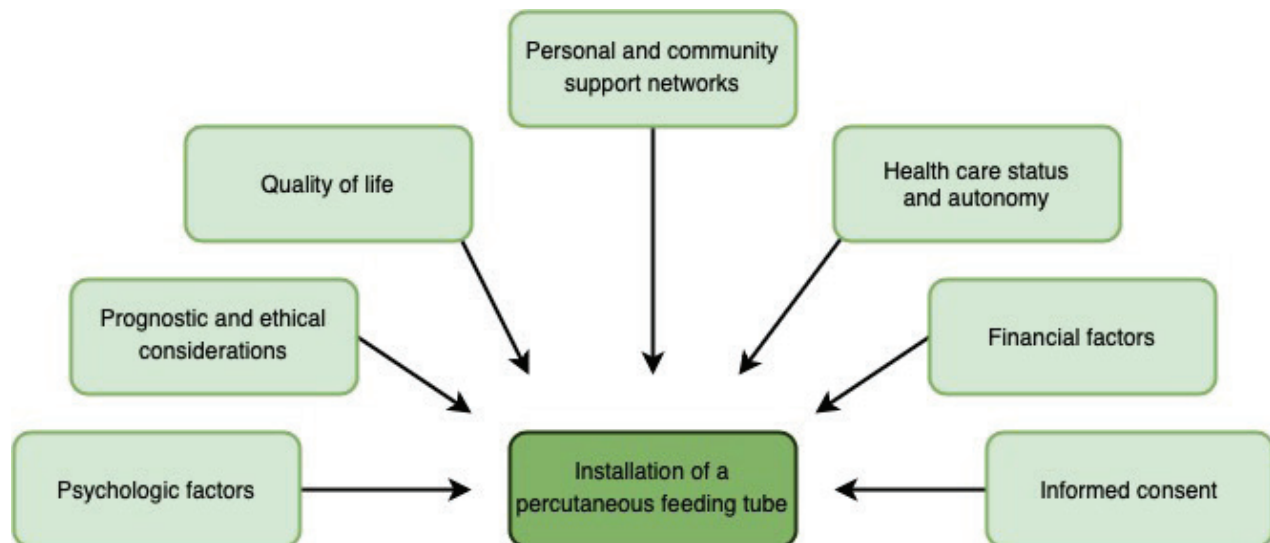 Personal and community
support networks
Quality of life
Health care status
and autonomy
Prognostic and ethical
considerations
Financial factors
Psychologic factors
Installation of a
percutaneous feeding tube
Informed consent